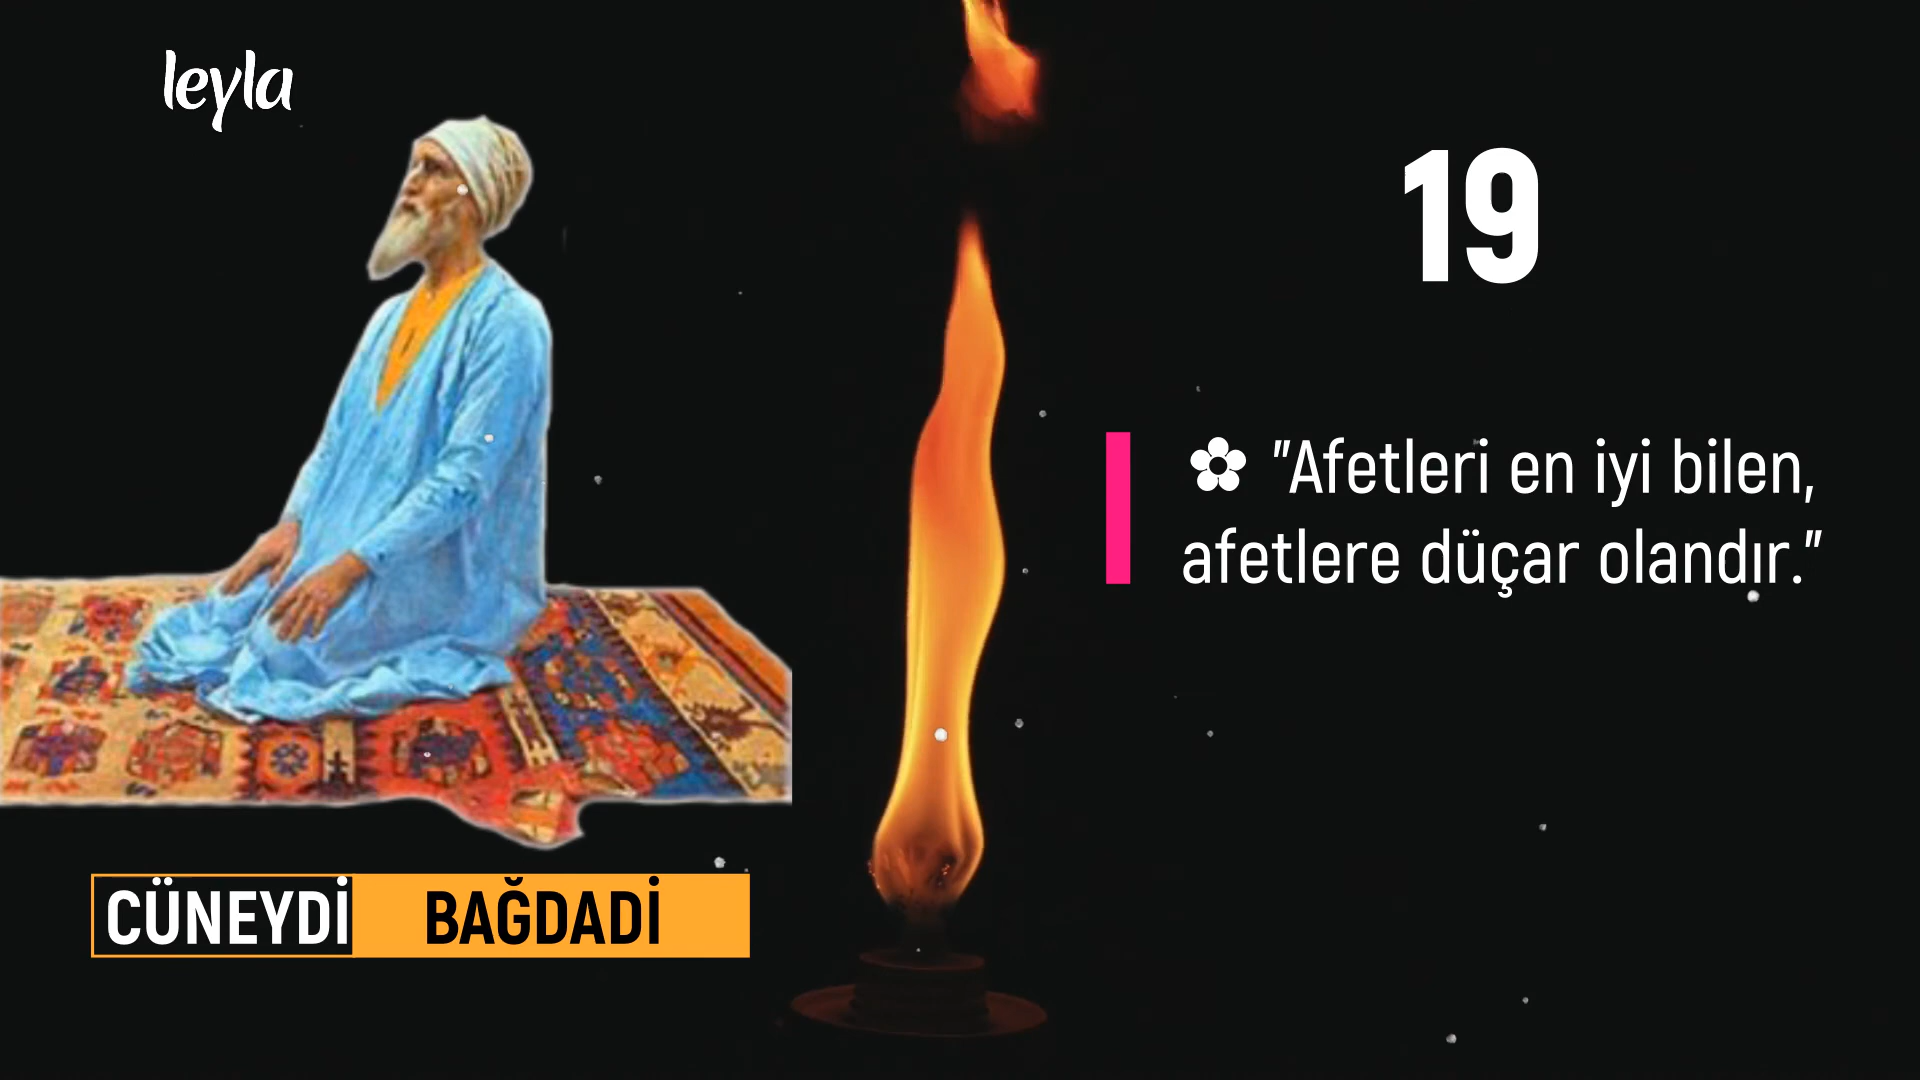 leyla
19
✿ "Afetleri en iyi bilen,
afetlere düçar olandır."
CÜNEYDİ BAĞDADİ